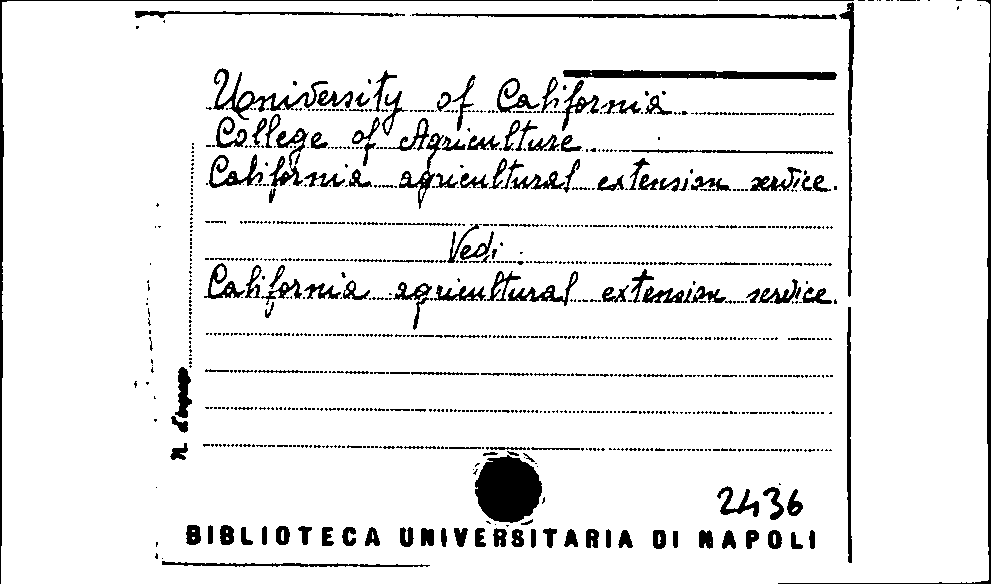 University of California.
College of Agriculture.
California agricultural extension service.
Vedi:
California agricultural extension service.
N. d'ingresso
2436
BIBLIOTECA UNIVERSITARIA DI NAPOLI